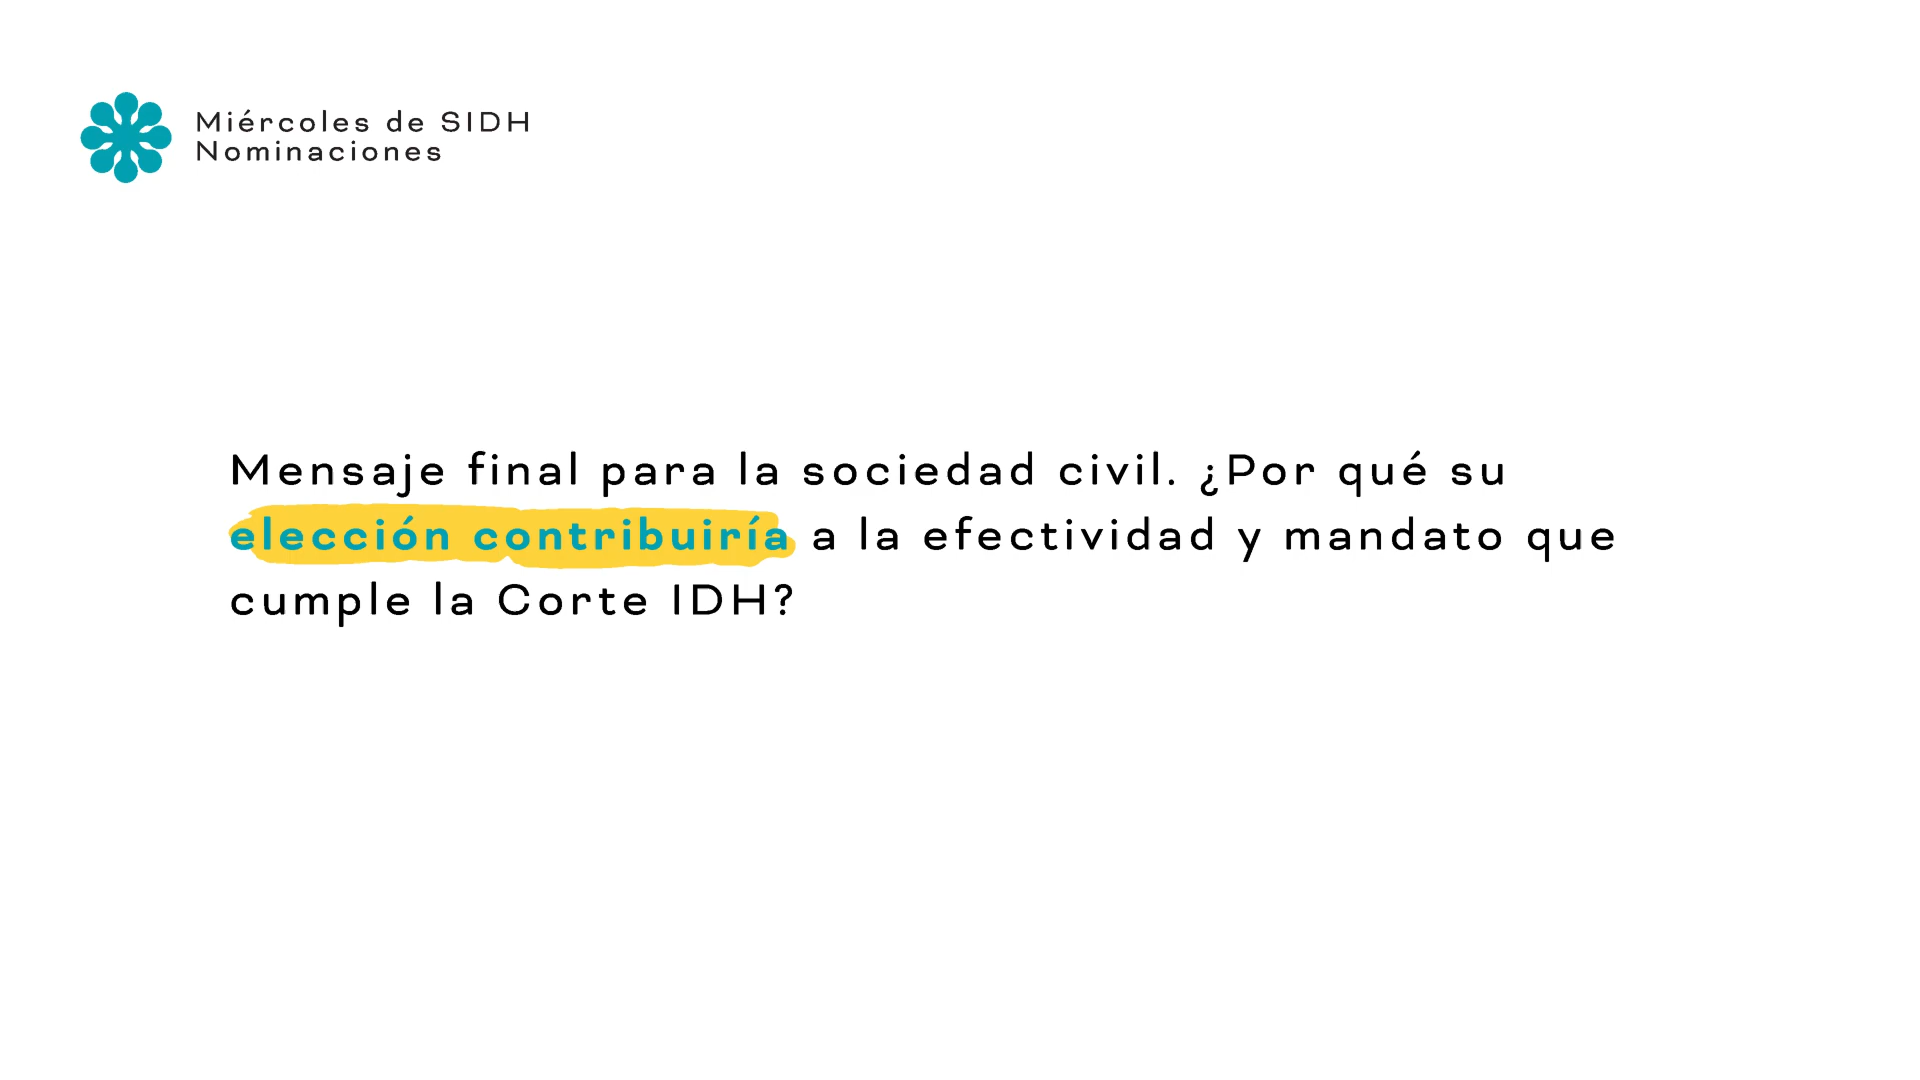 Miércoles de SIDH
Nominaciones
Mensaje final para la sociedad civil. ¿Por qué su
elección contribuiría a la efectividad y mandato que
cumple la Corte IDH?